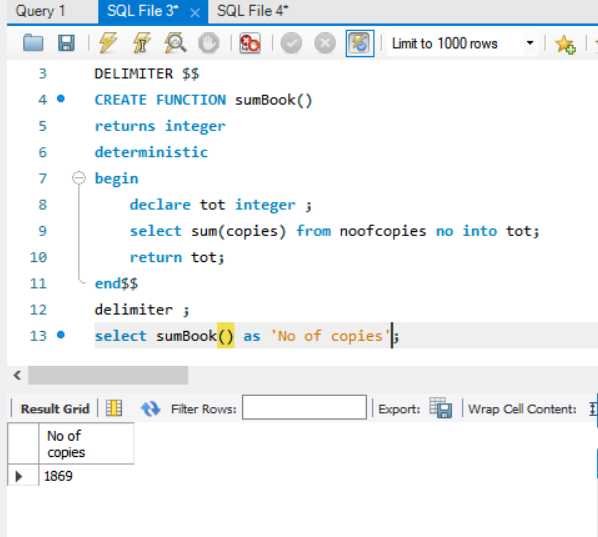 Query 1 SQL File 3* SQL File 4*
Limit to 1000 rows
3 DELIMITER $$
4 CREATE FUNCTION sumBook()
5 returns integer
6 deterministic
7 begin
8 declare tot integer ;
9 select sum(copies) from noofcopies no into tot;
10 return tot;
11 end$$
12 delimiter ;
13 select sumBook() as 'No of copies';
Result Grid Filter Rows: Export: Wrap Cell Content:
No of
copies
1869